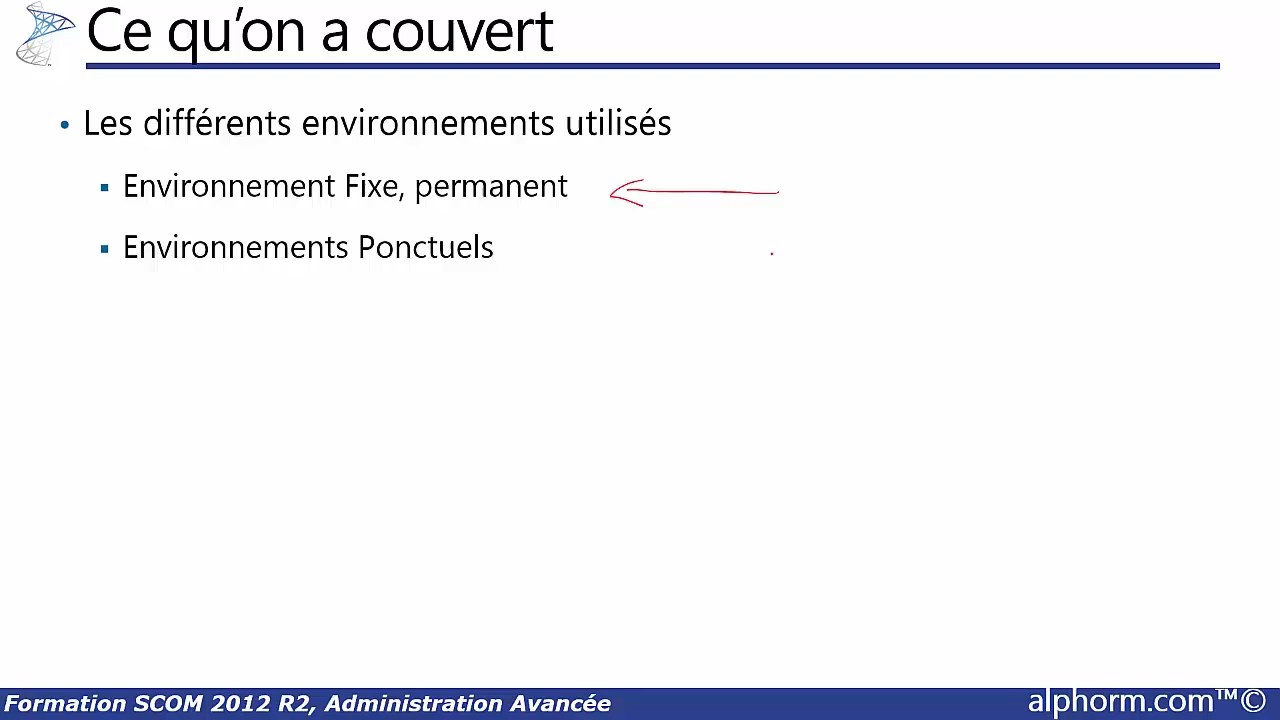 Ce qu'on a couvert
• Les différents environnements utilisés
▪ Environnement Fixe, permanent
▪ Environnements Ponctuels
Formation SCOM 2012 R2, Administration Avancée
alphorm.com™©